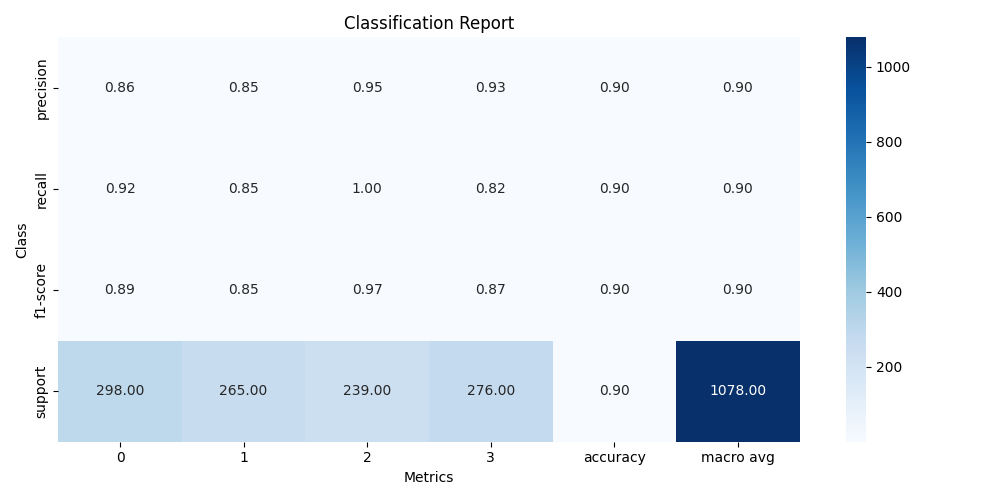 Classification Report
precision 0.86 0.85 0.95 0.93 0.90 0.90
recall 0.92 0.85 1.00 0.82 0.90 0.90
f1-score 0.89 0.85 0.97 0.87 0.90 0.90
support 298.00 265.00 239.00 276.00 0.90 1078.00
0 1 2 3 accuracy macro avg
Metrics
Class
1000
800
600
400
200